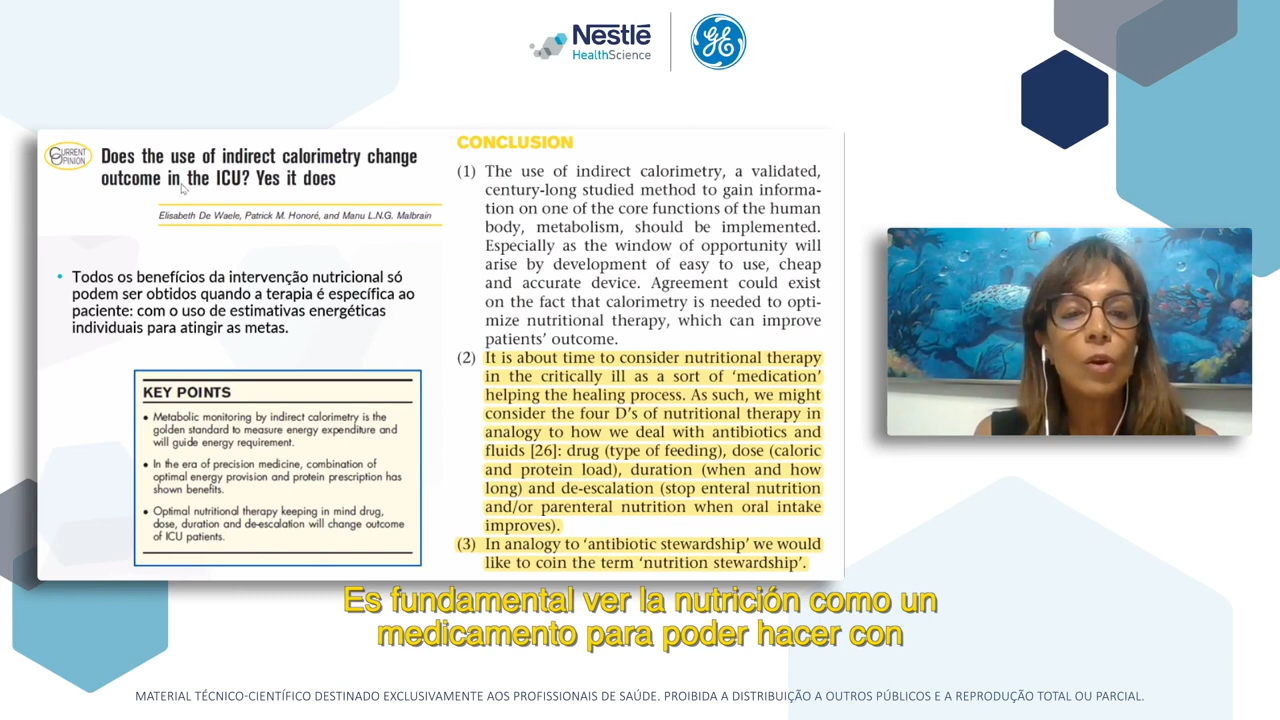 Nestlé
HealthScience
GE
CURRENT
OPINION
Does the use of indirect calorimetry change
outcome in the ICU? Yes it does
Elisabeth De Waele, Patrick M. Honoré, and Manu L.N.G. Malbrain
• Todos os benefícios da intervenção nutricional só
podem ser obtidos quando a terapia é específica ao
paciente: com o uso de estimativas energéticas
individuais para atingir as metas.
KEY POINTS
• Metabolic monitoring by indirect calorimetry is the
golden standard to measure energy expenditure and
will guide energy requirement.
• In the era of precision medicine, combination of
optimal energy provision and protein prescription has
shown benefits.
• Optimal nutritional therapy keeping in mind drug,
dose, duration and de-escalation will change outcome
of ICU patients.
CONCLUSION
(1) The use of indirect calorimetry, a validated,
century-long studied method to gain informa-
tion on one of the core functions of the human
body, metabolism, should be implemented.
Especially as the window of opportunity will
arise by development of easy to use, cheap
and accurate device. Agreement could exist
on the fact that calorimetry is needed to opti-
mize nutritional therapy, which can improve
patients' outcome.
(2) It is about time to consider nutritional therapy
in the critically ill as a sort of 'medication'
helping the healing process. As such, we might
consider the four D's of nutritional therapy in
analogy to how we deal with antibiotics and
fluids [26]: drug (type of feeding), dose (caloric
and protein load), duration (when and how
long) and de-escalation (stop enteral nutrition
and/or parenteral nutrition when oral intake
improves).
(3) In analogy to 'antibiotic stewardship' we would
like to coin the term 'nutrition stewardship'.
Es fundamental ver la nutrición como un
medicamento para poder hacer con
MATERIAL TÉCNICO-CIENTÍFICO DESTINADO EXCLUSIVAMENTE AOS PROFISSIONAIS DE SAÚDE. PROIBIDA A DISTRIBUIÇÃO A OUTROS PÚBLICOS E A REPRODUÇÃO TOTAL OU PARCIAL.